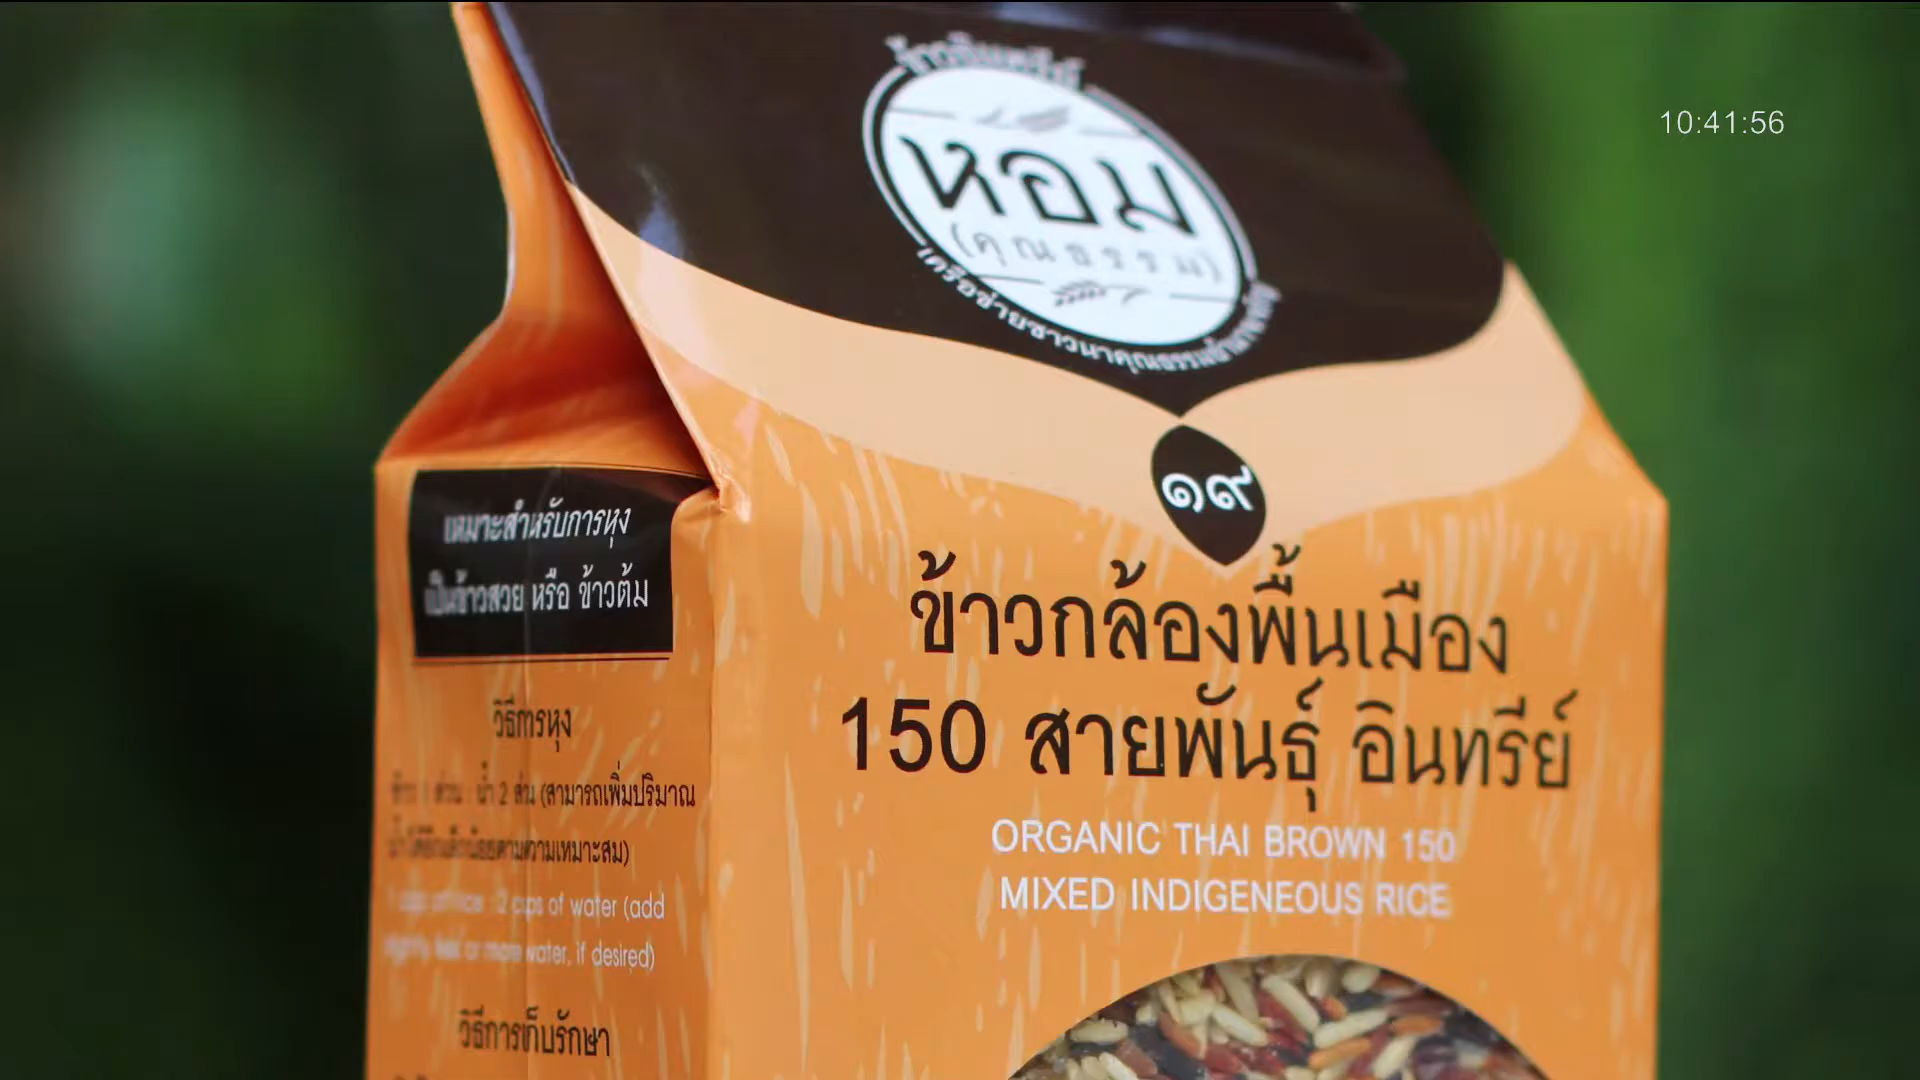 10:41:56
ข้าวอินทรีย์
หอม
(คุณธรรม)
เครือข่ายชาวนาคุณธรรม
๑๙
ข้าวกล้องพื้นเมือง
150 สายพันธุ์ อินทรีย์
ORGANIC THAI BROWN 150
MIXED INDIGENEOUS RICE
เหมาะสำหรับการหุง
เป็นข้าวสวย หรือ ข้าวต้ม
วิธีการหุง
ส่วน : น้ำ 2 ส่วน (สามารถเพิ่มปริมาณ
น้ำได้อีกเล็กน้อยตามความเหมาะสม)
: 2 cups of water (add
slightly less or more water, if desired)
วิธีการเก็บรักษา